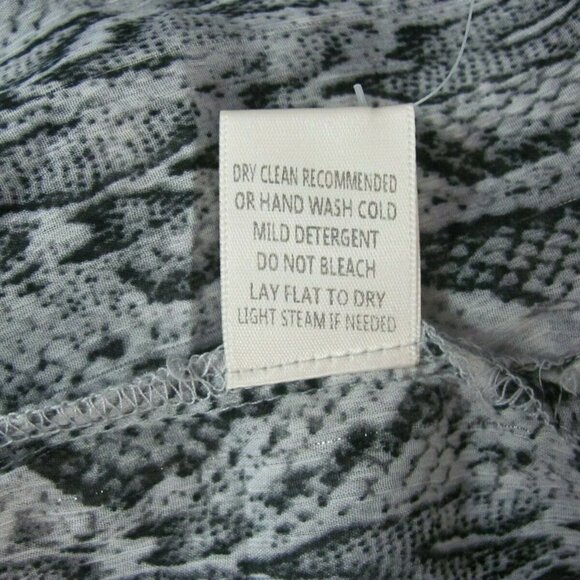 DRY CLEAN RECOMMENDED
OR HAND WASH COLD
MILD DETERGENT
DO NOT BLEACH
LAY FLAT TO DRY
LIGHT STEAM IF NEEDED